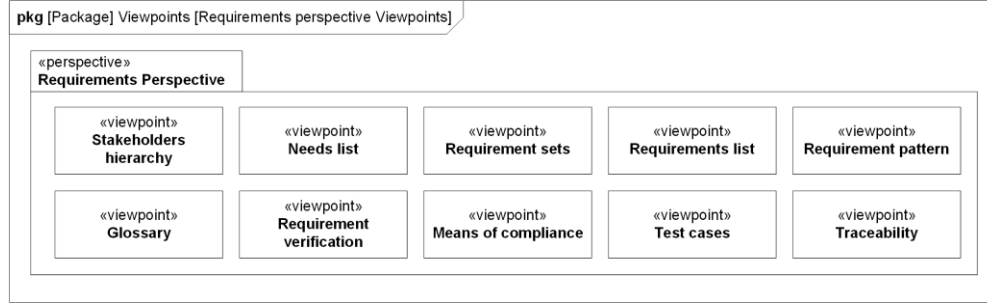 pkg [Package] Viewpoints [Requirements perspective Viewpoints]
«perspective»
Requirements Perspective
«viewpoint»
Stakeholders
hierarchy
«viewpoint»
Needs list
«viewpoint»
Requirement sets
«viewpoint»
Requirements list
«viewpoint»
Requirement pattern
«viewpoint»
Glossary
«viewpoint»
Requirement
verification
«viewpoint»
Means of compliance
«viewpoint»
Test cases
«viewpoint»
Traceability